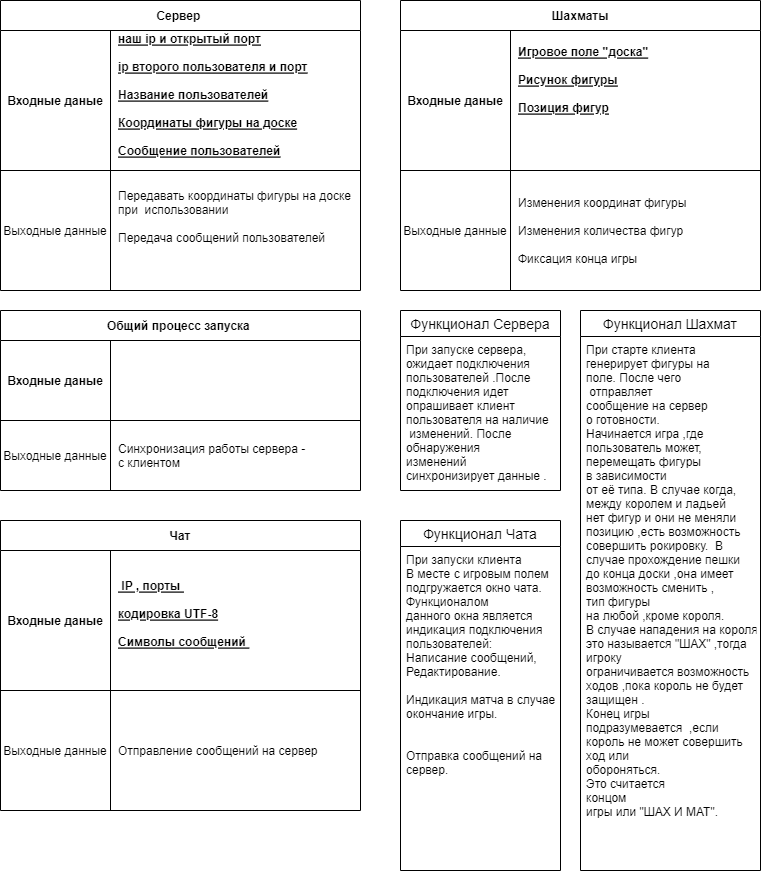 Сервер
Входные даные
наш ip и открытый порт
ip второго пользователя и порт
Название пользователей
Координаты фигуры на доске
Сообщение пользователей
Выходные данные
Передавать координаты фигуры на доске
при  использовании
Передача сообщений пользователей
Шахматы
Входные даные
Игровое поле "доска"
Рисунок фигуры
Позиция фигур
Выходные данные
Изменения координат фигуры
Изменения количества фигур
Фиксация конца игры
Общий процесс запуска
Входные даные
Выходные данные
Синхронизация работы сервера -
с клиентом
Функционал Сервера
При запуске сервера,
ожидает подключения
пользователей .После
подключения идет
опрашивает клиент
пользователя на наличие
изменений. После
обнаружения
изменений
синхронизирует данные .
Функционал Шахмат
При старте клиента
генерирует фигуры на
поле. После чего
отправляет
сообщение на сервер
о готовности.
Начинается игра ,где
пользователь может,
перемещать фигуры
в зависимости
от её типа. В случае когда,
между королем и ладьей
нет фигур и они не меняли
позицию ,есть возможность
совершить рокировку.  В
случае прохождение пешки
до конца доски ,она имеет
возможность сменить ,
тип фигуры
на любой ,кроме короля.
В случае нападения на короля
это называется "ШАХ" ,тогда
игроку
ограничивается возможность
ходов ,пока король не будет
защищен .
Конец игры
подразумевается  ,если
король не может совершить
ход или
обороняться.
Это считается
концом
игры или "ШАХ И МАТ".
Чат
Входные даные
IP , порты
кодировка UTF-8
Символы сообщений
Выходные данные
Отправление сообщений на сервер
Функционал Чата
При запуски клиента
В месте с игровым полем
подгружается окно чата.
Функционалом
данного окна является
индикация подключения
пользователей:
Написание сообщений,
Редактирование.
Индикация матча в случае
окончание игры.
Отправка сообщений на
сервер.